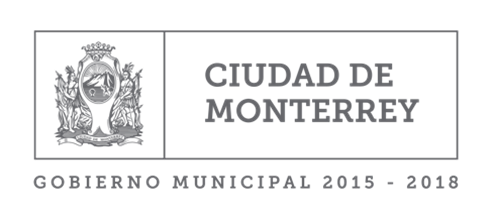 CIUDAD DE
MONTERREY
GOBIERNO MUNICIPAL 2015 - 2018